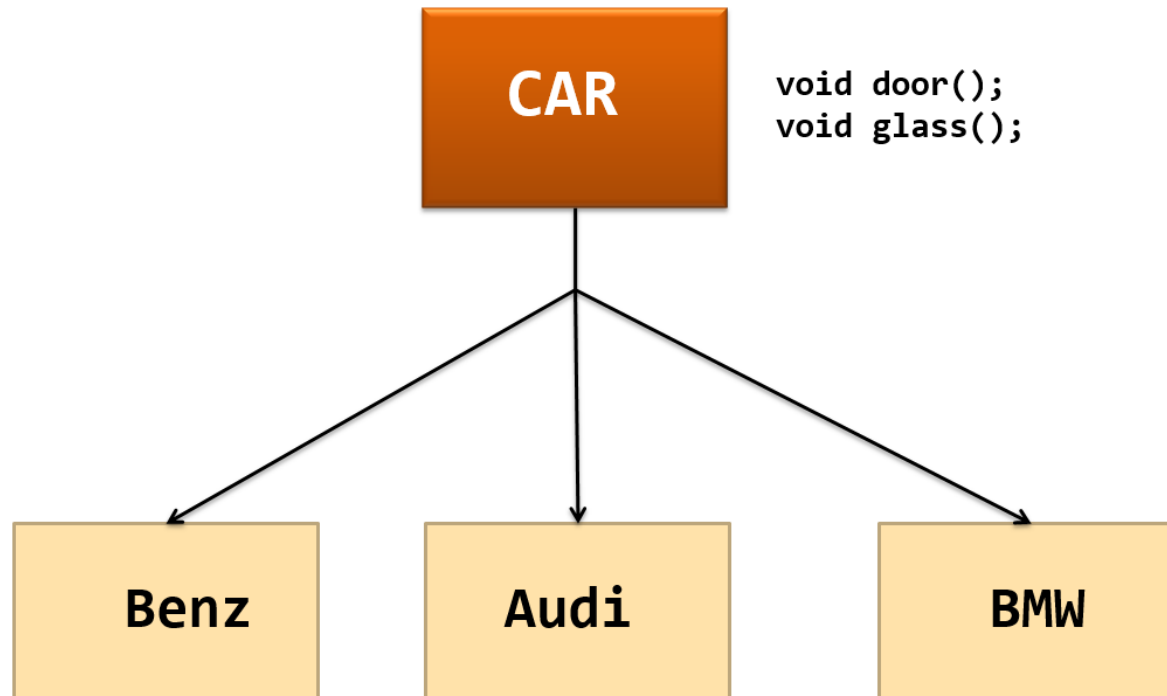 CAR
void door();
void glass();
Benz
Audi
BMW